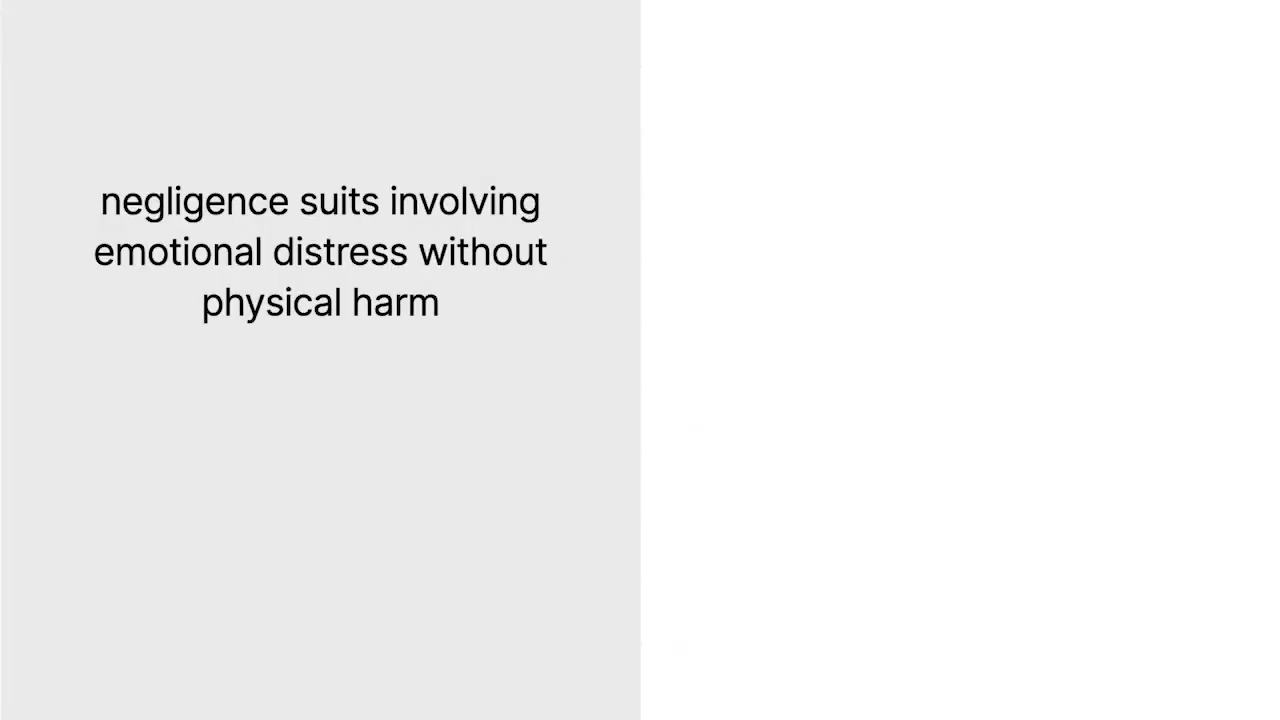 negligence suits involving
emotional distress without
physical harm